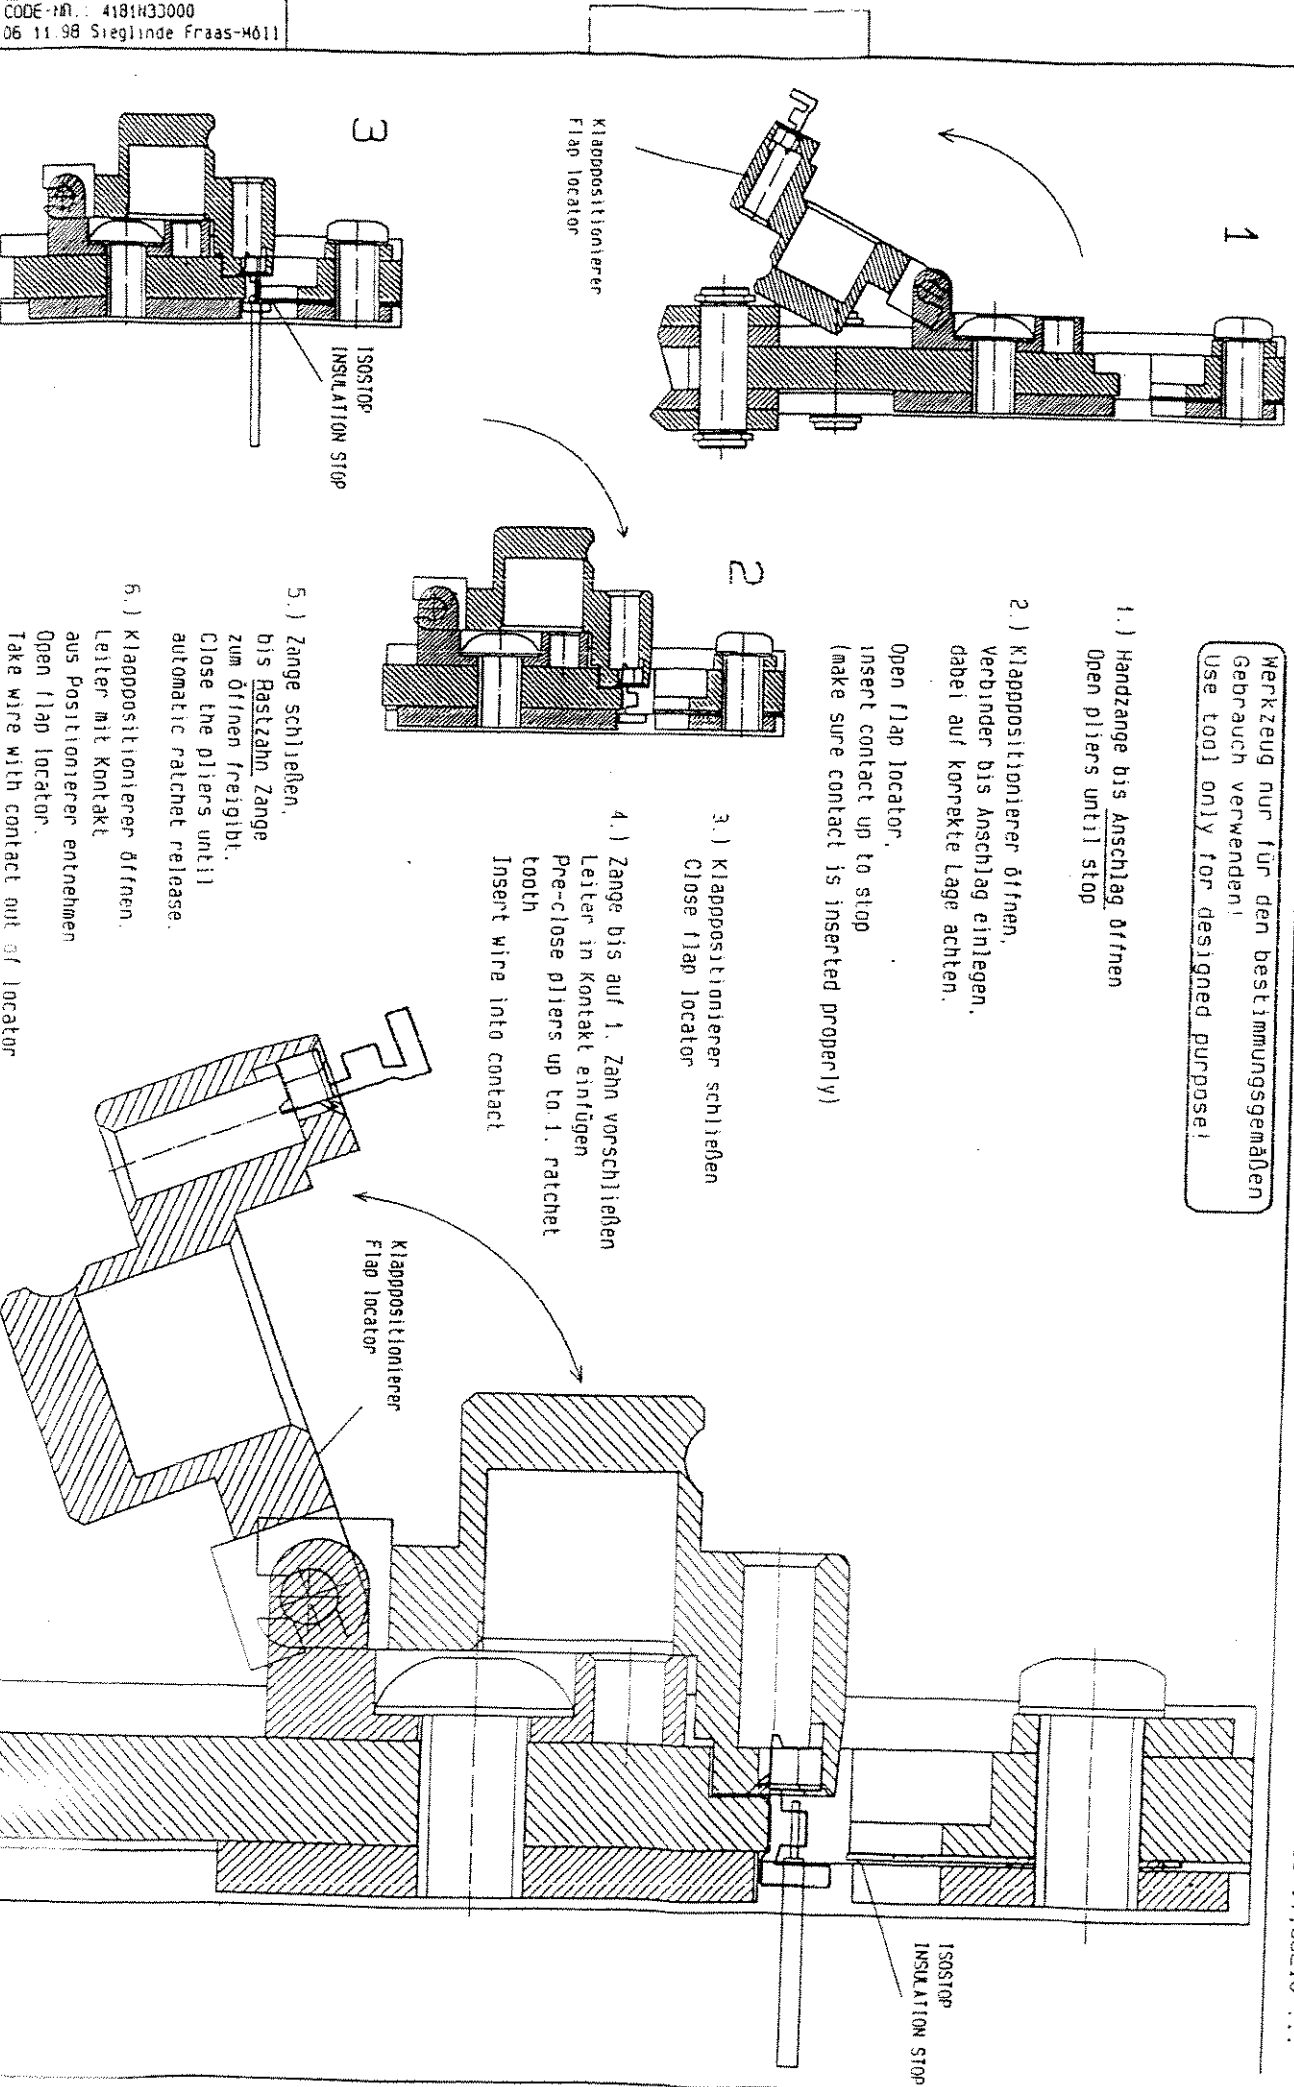 CODE-NR.: 4181H33000
06 11.98 Sieglinde Fraas-Höll
Werkzeug nur für den bestimmungsgemäßen
Gebrauch verwenden!
Use tool only for designed purpose!
1
Klapppositionierer
Flap locator
1.) Handzange bis Anschlag öffnen
Open pliers until stop
2.) Klapppositionierer öffnen,
Verbinder bis Anschlag einlegen,
dabei auf korrekte Lage achten.
Open flap locator,
insert contact up to stop
(make sure contact is inserted properly)
2
3.) Klapppositionierer schließen
Close flap locator
4.) Zange bis auf 1. Zahn vorschließen
Leiter in Kontakt einfügen
Pre-close pliers up to 1. ratchet
tooth
Insert wire into contact
3
ISOSTOP
INSULATION STOP
5.) Zange schließen,
bis Rastzahn Zange
zum öffnen freigibt.
Close the pliers until
automatic ratchet release.
6.) Klapppositionierer öffnen.
Leiter mit Kontakt
aus Positionierer entnehmen
Open flap locator.
Take wire with contact out of locator
Klapppositionierer
Flap locator
ISOSTOP
INSULATION STOP